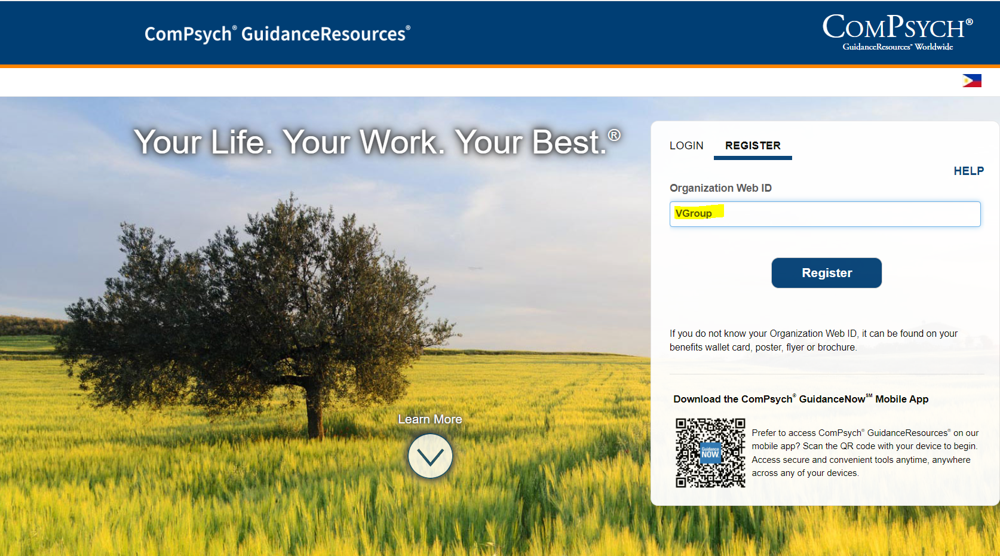 ComPsych® GuidanceResources®
COMPSYCH®
GuidanceResources® Worldwide
Your Life. Your Work. Your Best.®
LOGIN REGISTER
HELP
Organization Web ID
VGroup
Register
If you do not know your Organization Web ID, it can be found on your
benefits wallet card, poster, flyer or brochure.
Download the ComPsych® GuidanceNow℠ Mobile App
Guidance
NOW
Prefer to access ComPsych® GuidanceResources® on our
mobile app? Scan the QR code with your device to begin.
Access secure and convenient tools anytime, anywhere
across any of your devices.
Learn More